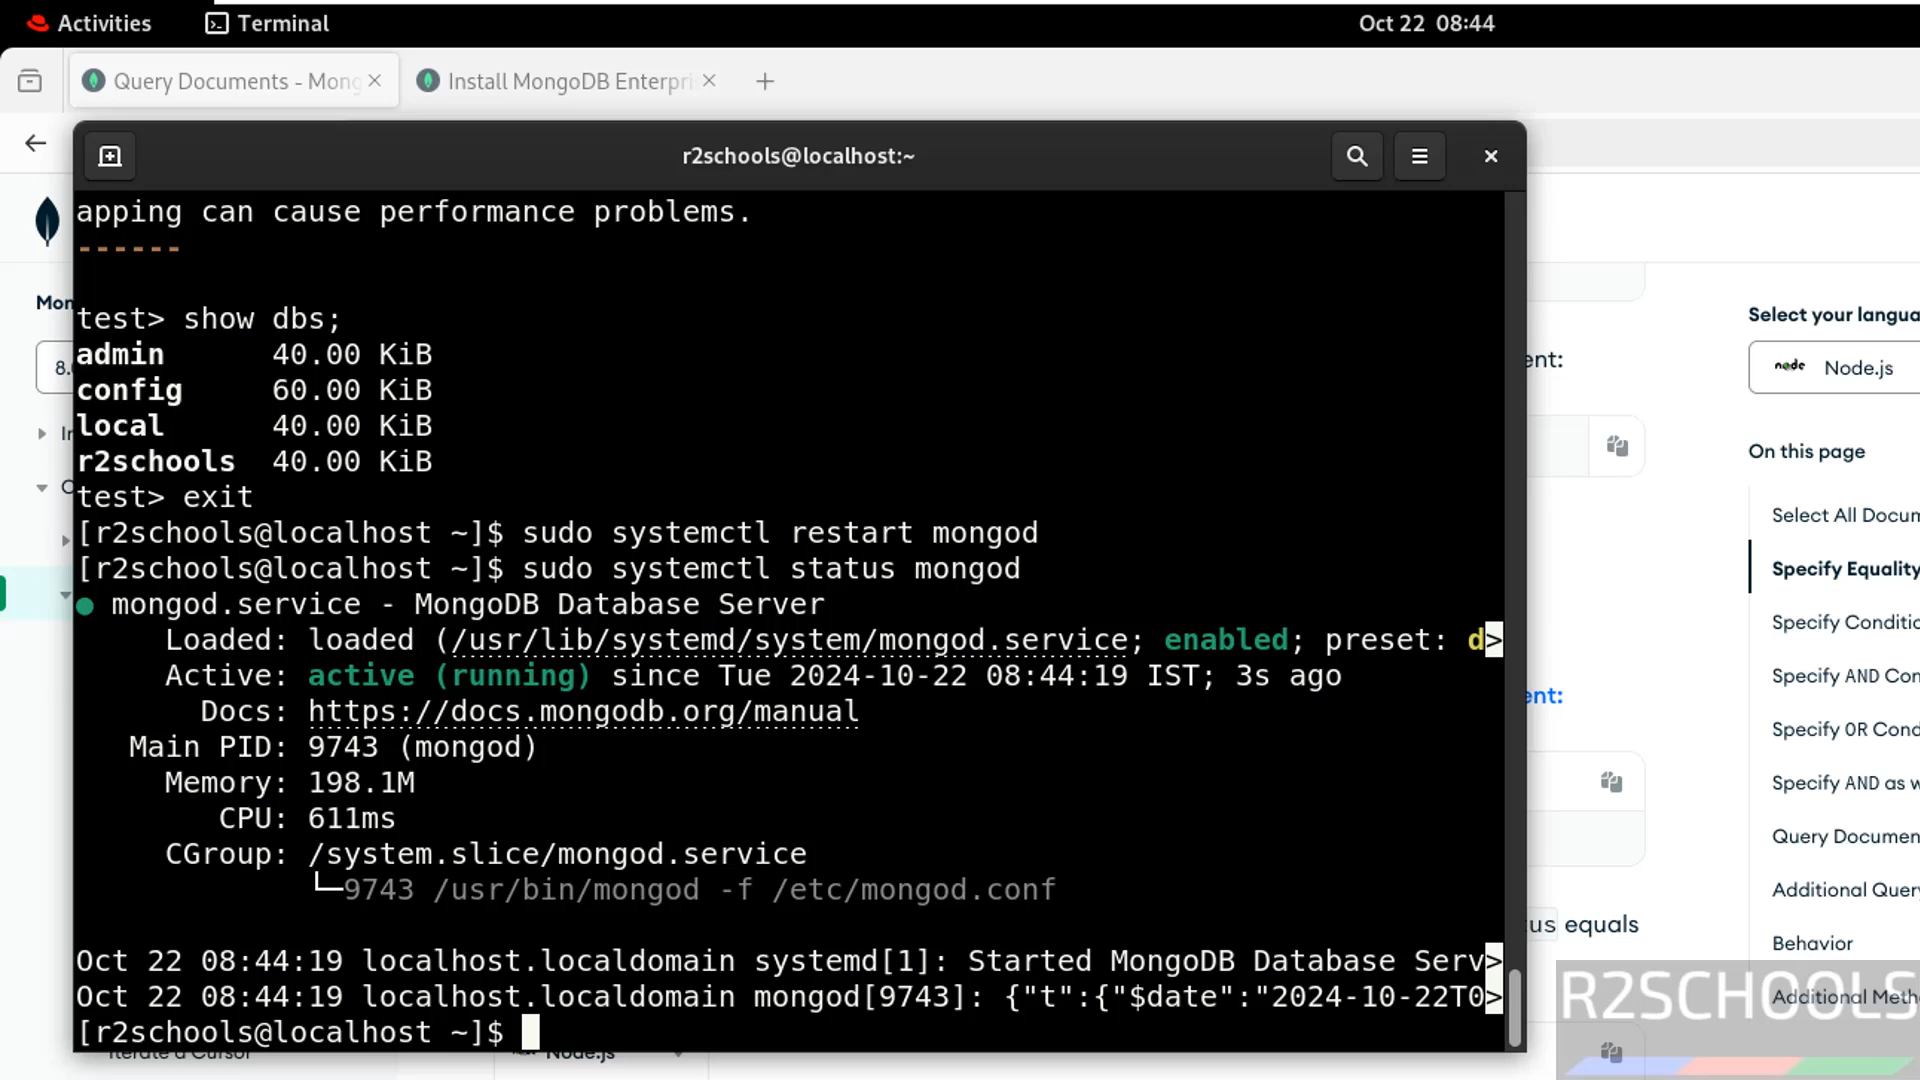 Activities
Terminal
Oct 22 08:44
Query Documents - Mong
Install MongoDB Enterpri
r2schools@localhost:~
apping can cause performance problems.
------
test> show dbs;
admin 40.00 KiB
config 60.00 KiB
local 40.00 KiB
r2schools 40.00 KiB
test> exit
[r2schools@localhost ~]$ sudo systemctl restart mongod
[r2schools@localhost ~]$ sudo systemctl status mongod
● mongod.service - MongoDB Database Server
Loaded: loaded (/usr/lib/systemd/system/mongod.service; enabled; preset: d>
Active: active (running) since Tue 2024-10-22 08:44:19 IST; 3s ago
Docs: https://docs.mongodb.org/manual
Main PID: 9743 (mongod)
Memory: 198.1M
CPU: 611ms
CGroup: /system.slice/mongod.service
└─9743 /usr/bin/mongod -f /etc/mongod.conf
Oct 22 08:44:19 localhost.localdomain systemd[1]: Started MongoDB Database Serv>
Oct 22 08:44:19 localhost.localdomain mongod[9743]: {"t":{"$date":"2024-10-22T0>
[r2schools@localhost ~]$
Mon
8.
ent:
ent:
us equals
Iterate a Cursor
Node.js
Select your langua
node Node.js
On this page
Select All Docum
Specify Equality
Specify Conditio
Specify AND Con
Specify OR Cond
Specify AND as w
Query Documen
Additional Query
Behavior
Additional Meth
R2SCHOOLS